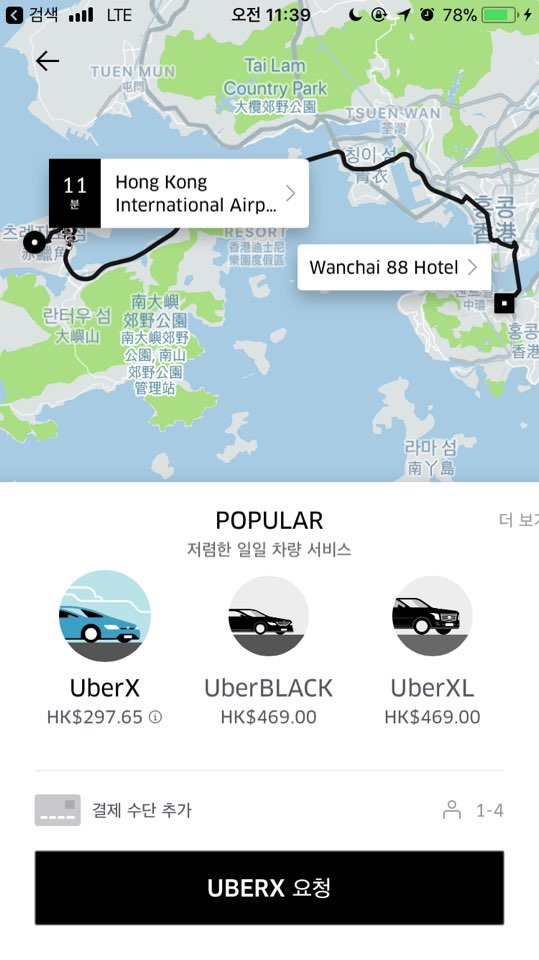 검색 LTE 오전 11:39 78%
TUEN MUN
屯門
Tai Lam
Country Park
大欖郊野公園
TSUEN WAN
荃灣
칭이 섬
青衣
11
분
Hong Kong
International Airp...
홍콩
香港
赤鱲角
RESORT
香港迪士尼
樂園度假區
Wanchai 88 Hotel
中環
란터우 섬
大嶼山
南大嶼
郊野公園
南大嶼郊野
公園, 南山
郊野公園
管理站
홍콩
香港
라마 섬
南丫島
POPULAR
더 보기
저렴한 일일 차량 서비스
UberX
HK$297.65
UberBLACK
HK$469.00
UberXL
HK$469.00
결제 수단 추가
1-4
UBERX 요청